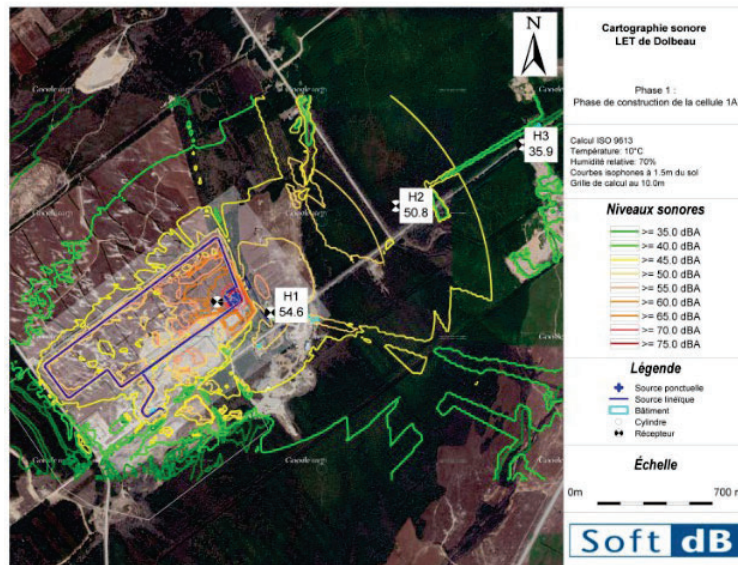 N
H3
35.9
H2
50.8
H1
54.6
Cartographie sonore
LET de Dolbeau
Phase 1 :
Phase de construction de la cellule 1A
Calcul ISO 9613
Température: 10°C
Humidité relative: 70%
Courbes isophones à 1.5m du sol
Grille de calcul au 10.0m
Niveaux sonores
>= 35.0 dBA
>= 40.0 dBA
>= 45.0 dBA
>= 50.0 dBA
>= 55.0 dBA
>= 60.0 dBA
>= 65.0 dBA
>= 70.0 dBA
>= 75.0 dBA
Légende
Source ponctuelle
Source linéïque
Bâtiment
Cylindre
Récepteur
Échelle
0m 700 m
Soft dB